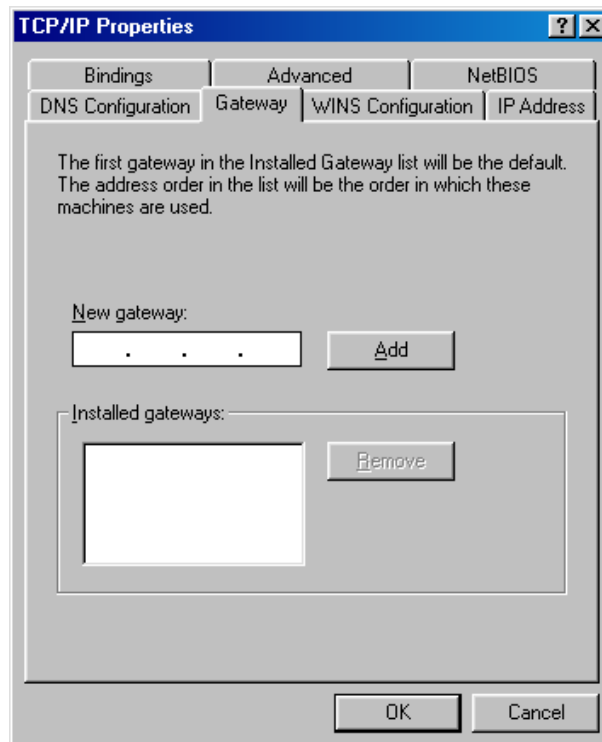 TCP/IP Properties
? ×
Bindings Advanced NetBIOS
DNS Configuration Gateway WINS Configuration IP Address
The first gateway in the Installed Gateway list will be the default.
The address order in the list will be the order in which these
machines are used.
New gateway:
. . .
Add
Installed gateways:
Remove
OK Cancel